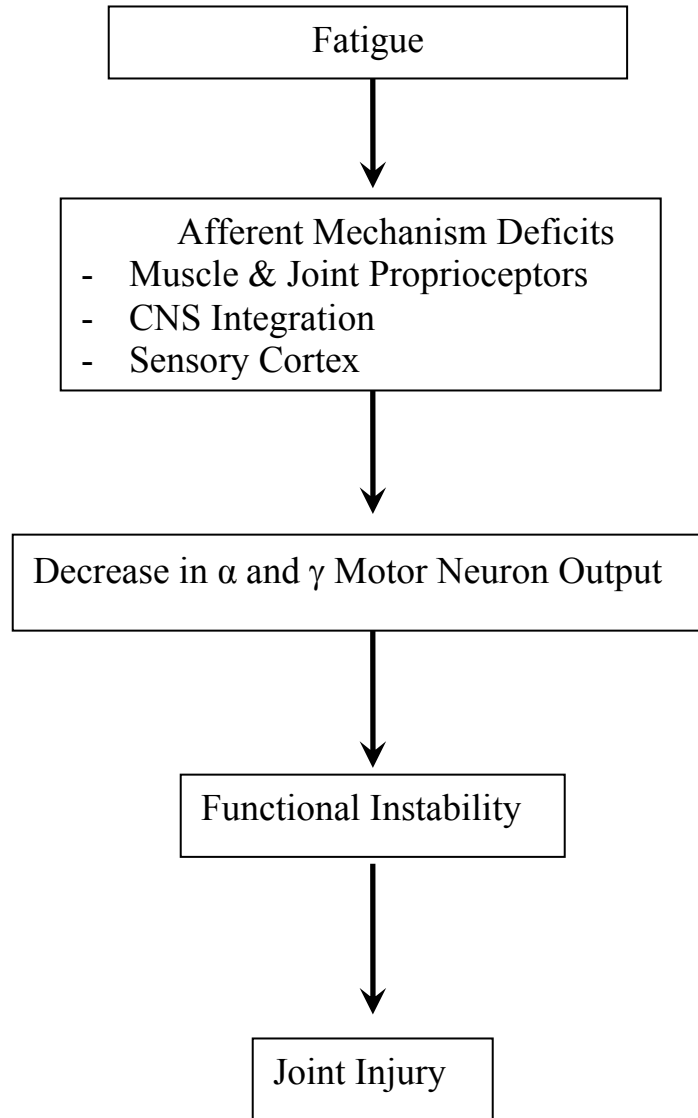 Fatigue
Afferent Mechanism Deficits
- Muscle & Joint Proprioceptors
- CNS Integration
- Sensory Cortex
Decrease in α and γ Motor Neuron Output
Functional Instability
Joint Injury